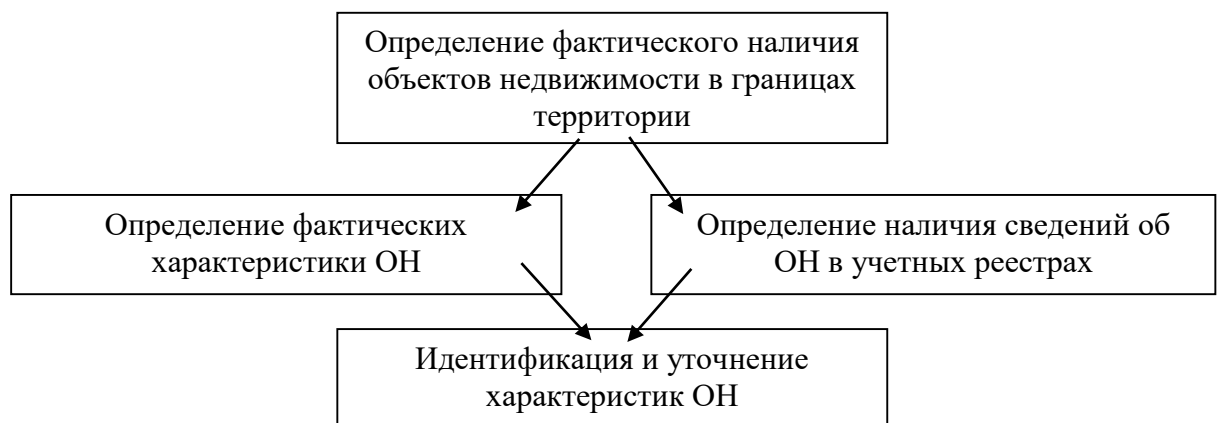 Определение фактического наличия
объектов недвижимости в границах
территории
Определение фактических
характеристики ОН
Определение наличия сведений об
ОН в учетных реестрах
Идентификация и уточнение
характеристик ОН